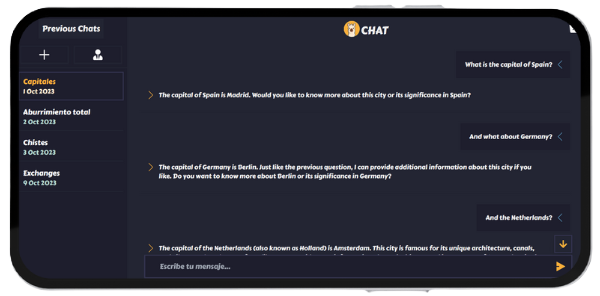 Previous Chats
CHAT
Capitales
1 Oct 2023
Aburrimiento total
2 Oct 2023
Chistes
3 Oct 2023
Exchanges
9 Oct 2023
What is the capital of Spain?
The capital of Spain is Madrid. Would you like to know more about this city or its significance in Spain?
And what about Germany?
The capital of Germany is Berlin. Just like the previous question, I can provide additional information about this city if you
like. Do you want to know more about Berlin or its significance in Germany?
And the Netherlands?
The capital of the Netherlands (also known as Holland) is Amsterdam. This city is famous for its unique architecture, canals,
Escribe tu mensaje...